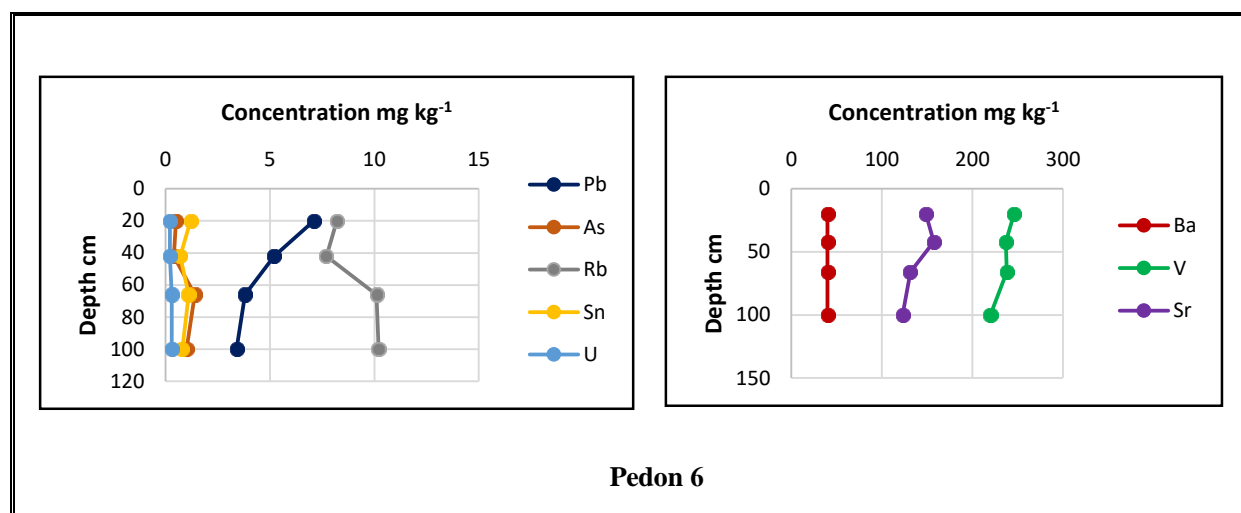 Concentration mg kg⁻¹
0 5 10 15
0
20
40
60
80
100
120
Depth cm
Pb
As
Rb
Sn
U
Concentration mg kg⁻¹
0 100 200 300
0
50
100
150
Depth cm
Ba
V
Sr
Pedon 6